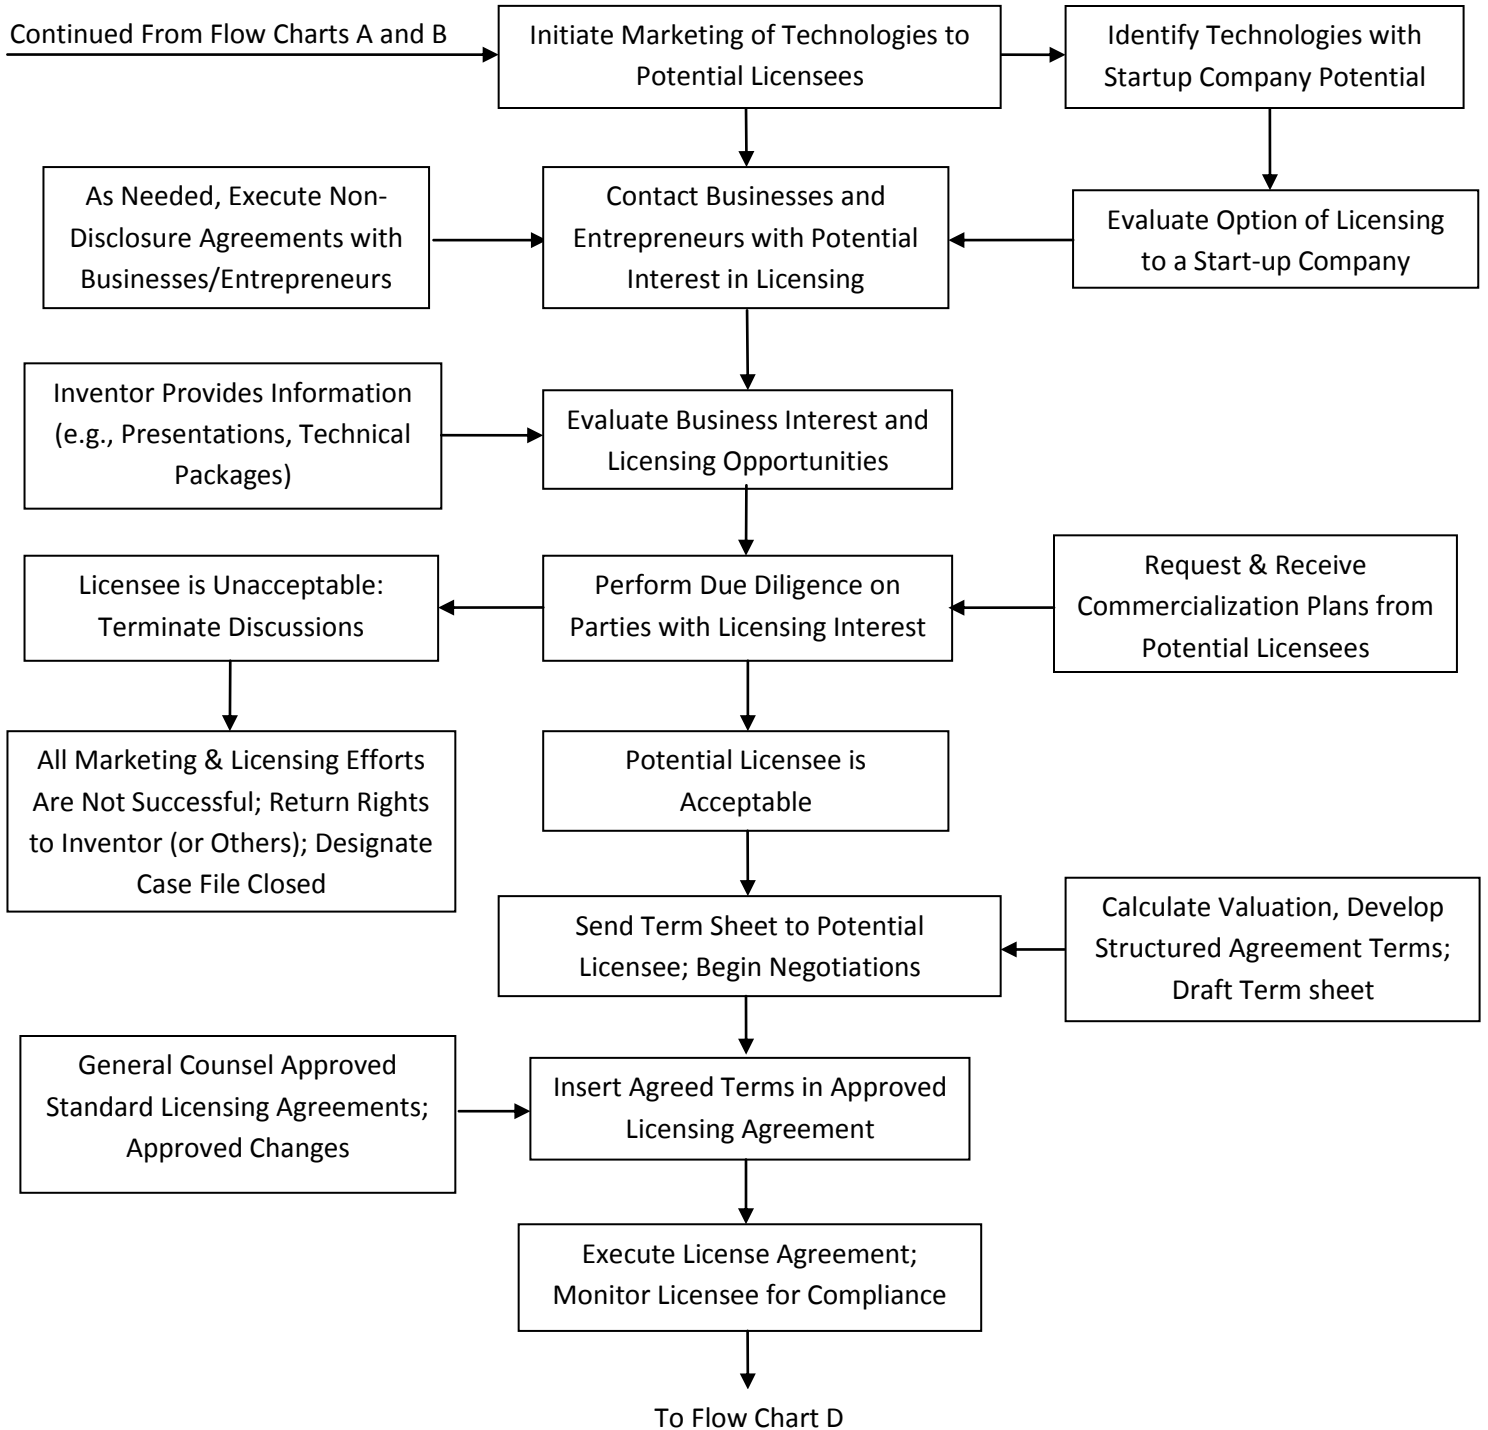 Continued From Flow Charts A and B
Initiate Marketing of Technologies to
Potential Licensees
Identify Technologies with
Startup Company Potential
As Needed, Execute Non-
Disclosure Agreements with
Businesses/Entrepreneurs
Contact Businesses and
Entrepreneurs with Potential
Interest in Licensing
Evaluate Option of Licensing
to a Start-up Company
Inventor Provides Information
(e.g., Presentations, Technical
Packages)
Evaluate Business Interest and
Licensing Opportunities
Licensee is Unacceptable:
Terminate Discussions
Perform Due Diligence on
Parties with Licensing Interest
Request & Receive
Commercialization Plans from
Potential Licensees
All Marketing & Licensing Efforts
Are Not Successful; Return Rights
to Inventor (or Others); Designate
Case File Closed
Potential Licensee is
Acceptable
Send Term Sheet to Potential
Licensee; Begin Negotiations
Calculate Valuation, Develop
Structured Agreement Terms;
Draft Term sheet
General Counsel Approved
Standard Licensing Agreements;
Approved Changes
Insert Agreed Terms in Approved
Licensing Agreement
Execute License Agreement;
Monitor Licensee for Compliance
To Flow Chart D